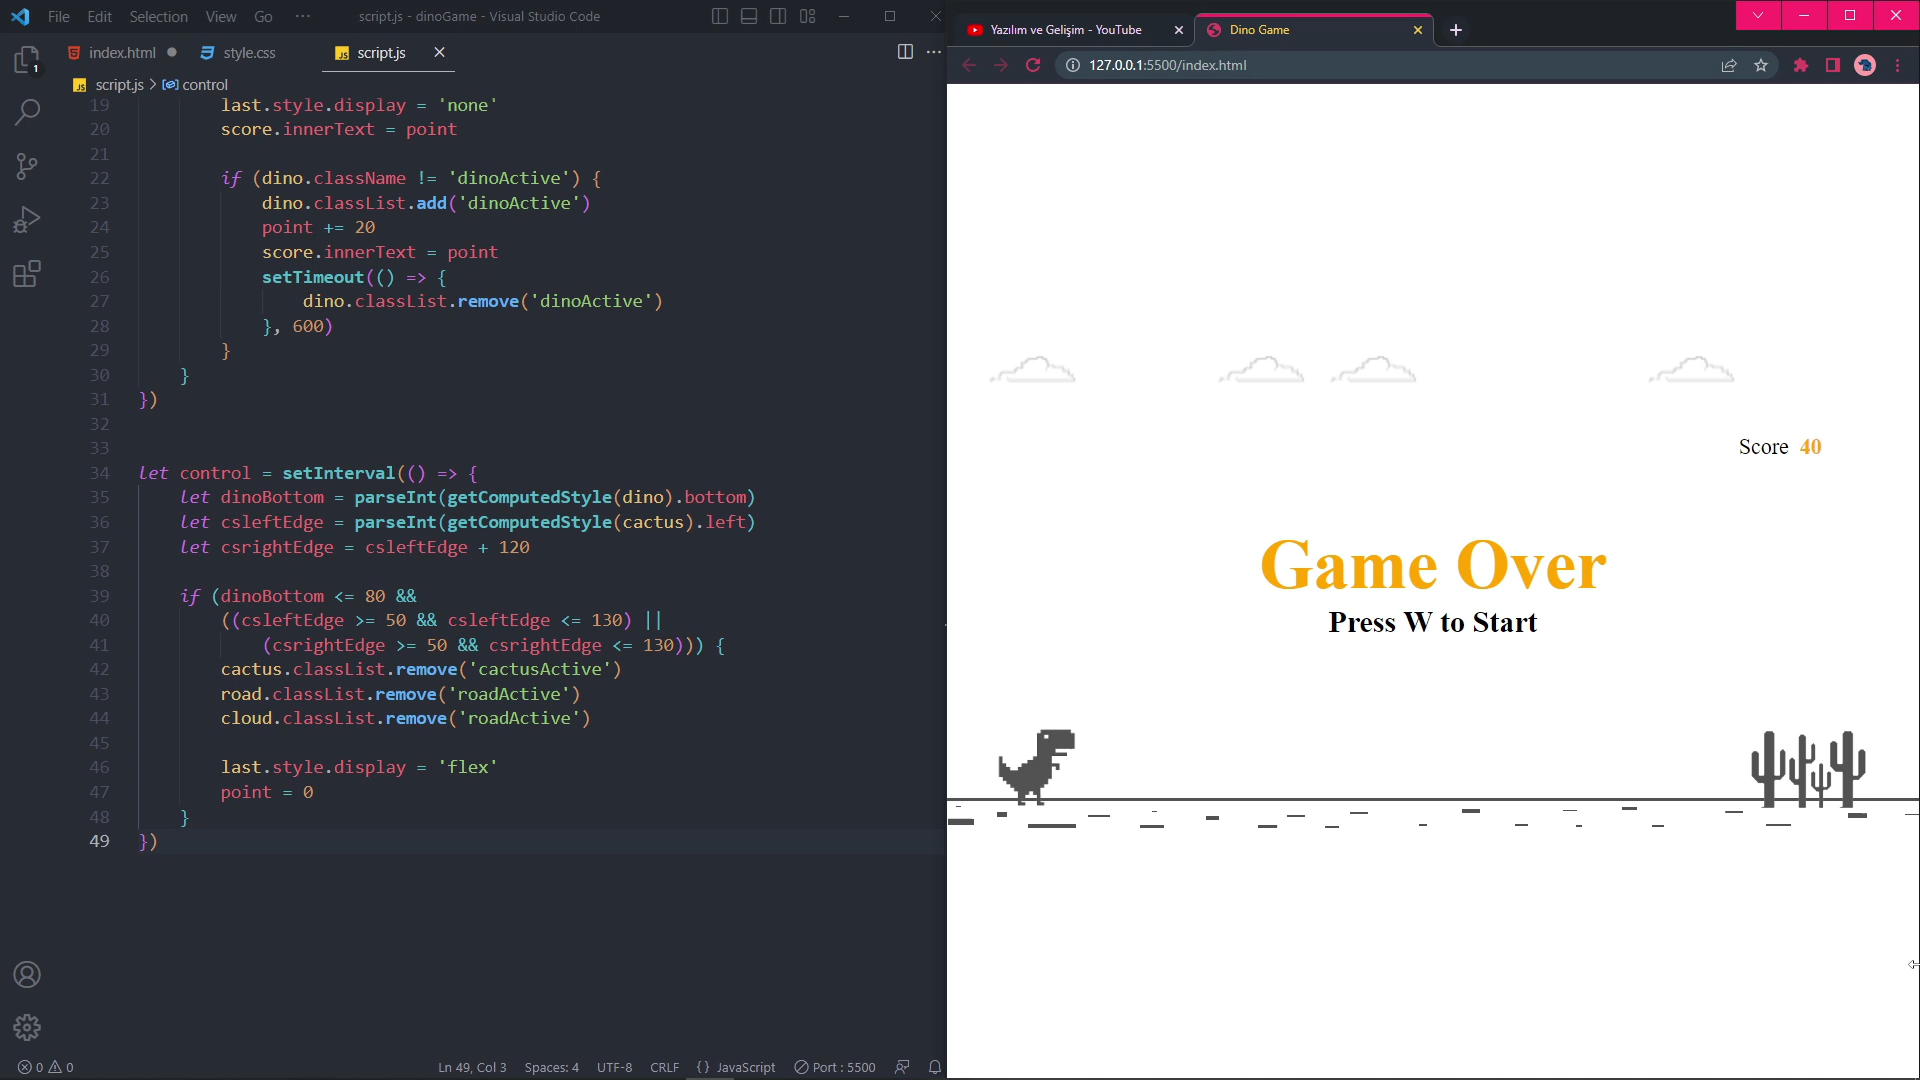 File Edit Selection View Go ··· script.js - dinoGame - Visual Studio Code
index.html style.css script.js
script.js > control
19 last.style.display = 'none'
20 score.innerText = point
21
22 if (dino.className != 'dinoActive') {
23 dino.classList.add('dinoActive')
24 point += 20
25 score.innerText = point
26 setTimeout(() => {
27 dino.classList.remove('dinoActive')
28 }, 600)
29 }
30 }
31 })
32
33
34 let control = setInterval(() => {
35 let dinoBottom = parseInt(getComputedStyle(dino).bottom)
36 let csleftEdge = parseInt(getComputedStyle(cactus).left)
37 let csrightEdge = csleftEdge + 120
38
39 if (dinoBottom <= 80 &&
40 ((csleftEdge >= 50 && csleftEdge <= 130) ||
41 (csrightEdge >= 50 && csrightEdge <= 130))) {
42 cactus.classList.remove('cactusActive')
43 road.classList.remove('roadActive')
44 cloud.classList.remove('roadActive')
45
46 last.style.display = 'flex'
47 point = 0
48 }
49 })
1
0 0 Ln 49, Col 3 Spaces: 4 UTF-8 CRLF {} JavaScript Port : 5500
Yazılım ve Gelişim - YouTube Dino Game
127.0.0.1:5500/index.html
Score 40
Game Over
Press W to Start